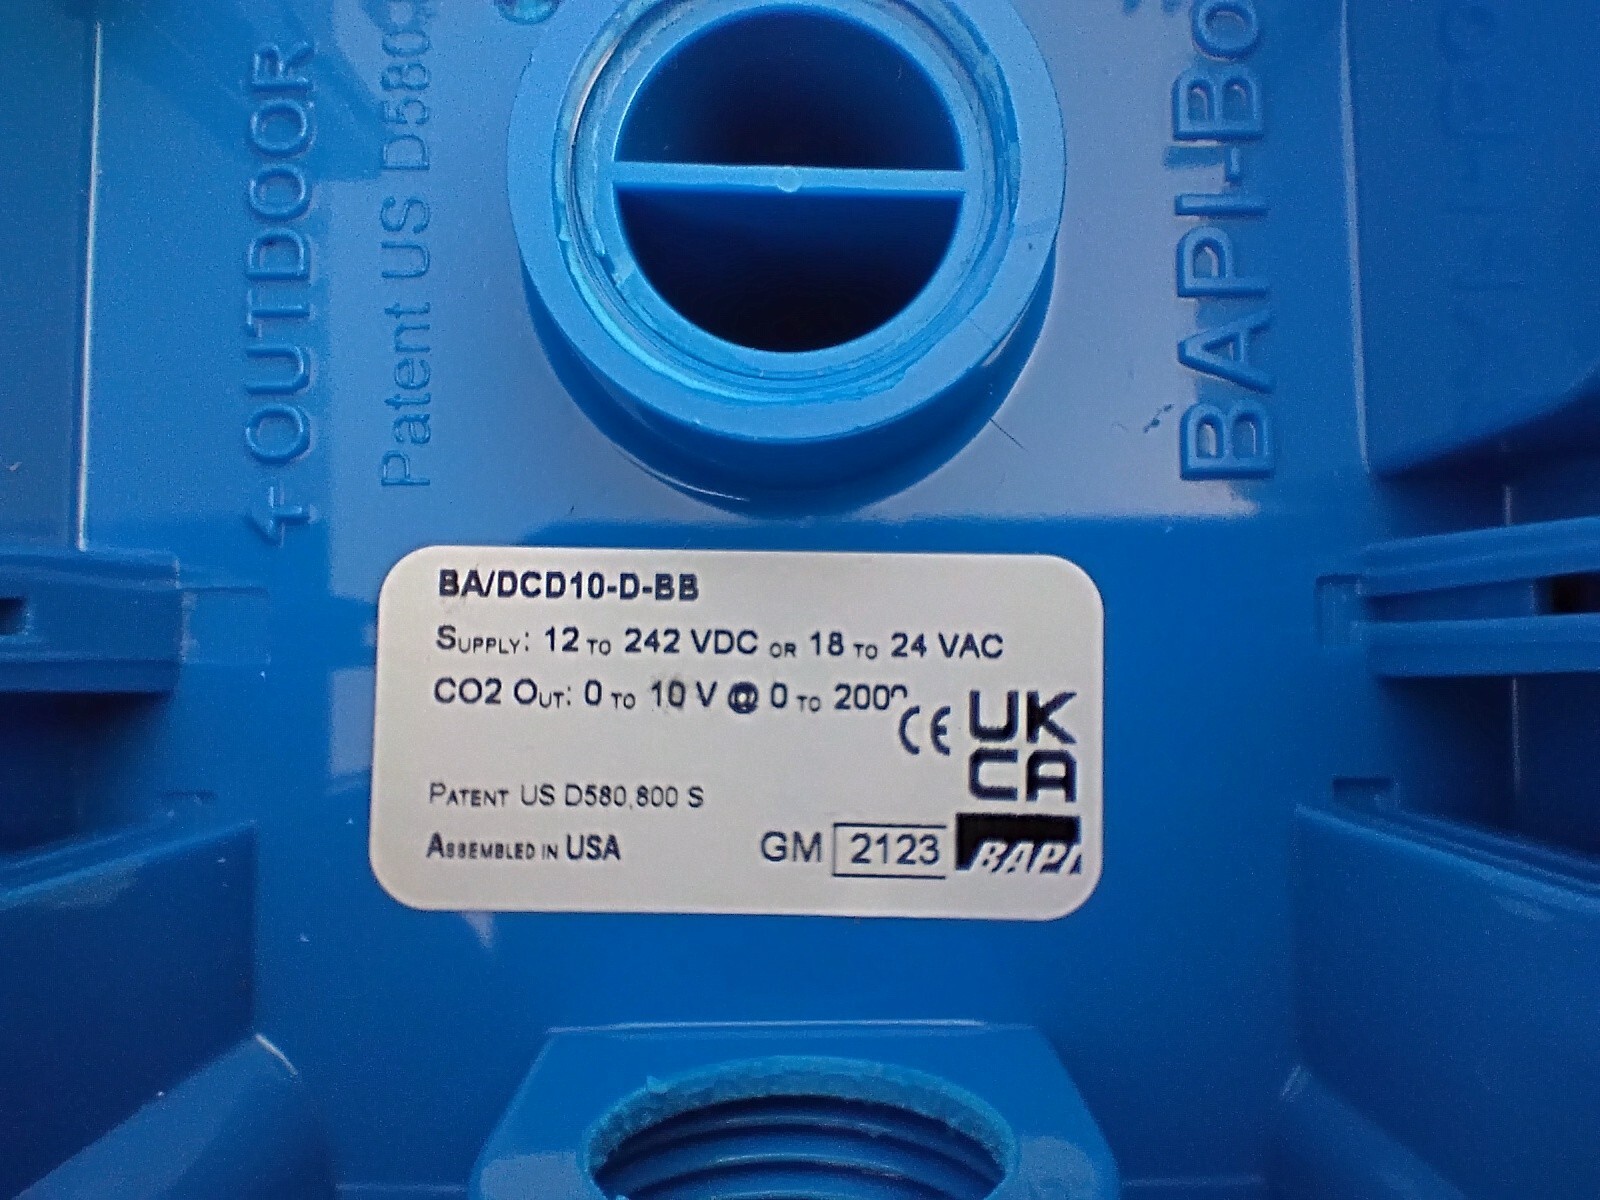 OUTDOOR
Patent US D580,
BAPI-BO
BA/DCD10-D-BB
SUPPLY: 12 TO 242 VDC OR 18 TO 24 VAC
CO2 OUT: 0 TO 10 V @ 0 TO 200
CE UK
CA
PATENT US D580,800 S
ASSEMBLED IN USA GM 2123 BAPI